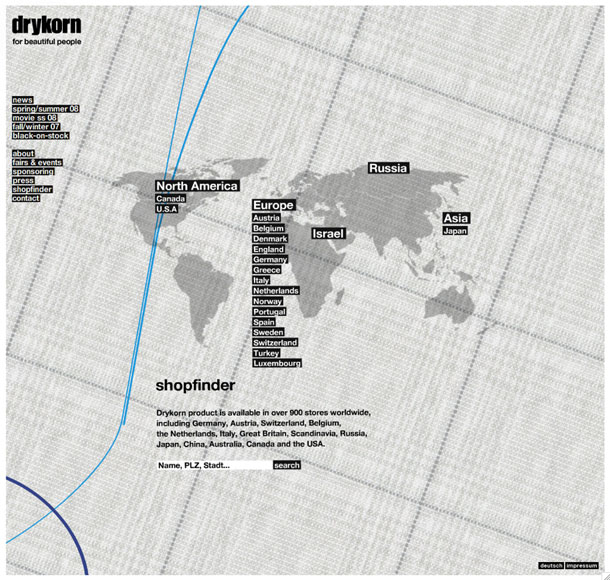 drykorn
for beautiful people
news
spring/summer 08
movie ss 08
fall/winter 07
black-on-stock
about
fairs & events
sponsoring
press
shopfinder
contact
North America
Canada
U.S.A
Europe
Austria
Belgium
Denmark
England
Germany
Greece
Italy
Netherlands
Norway
Portugal
Spain
Sweden
Switzerland
Turkey
Luxembourg
Israel
Russia
Asia
Japan
shopfinder
Drykorn product is available in over 900 stores worldwide,
including Germany, Austria, Switzerland, Belgium,
the Netherlands, Italy, Great Britain, Scandinavia, Russia,
Japan, China, Australia, Canada and the USA.
Name, PLZ, Stadt... search
deutsch impressum